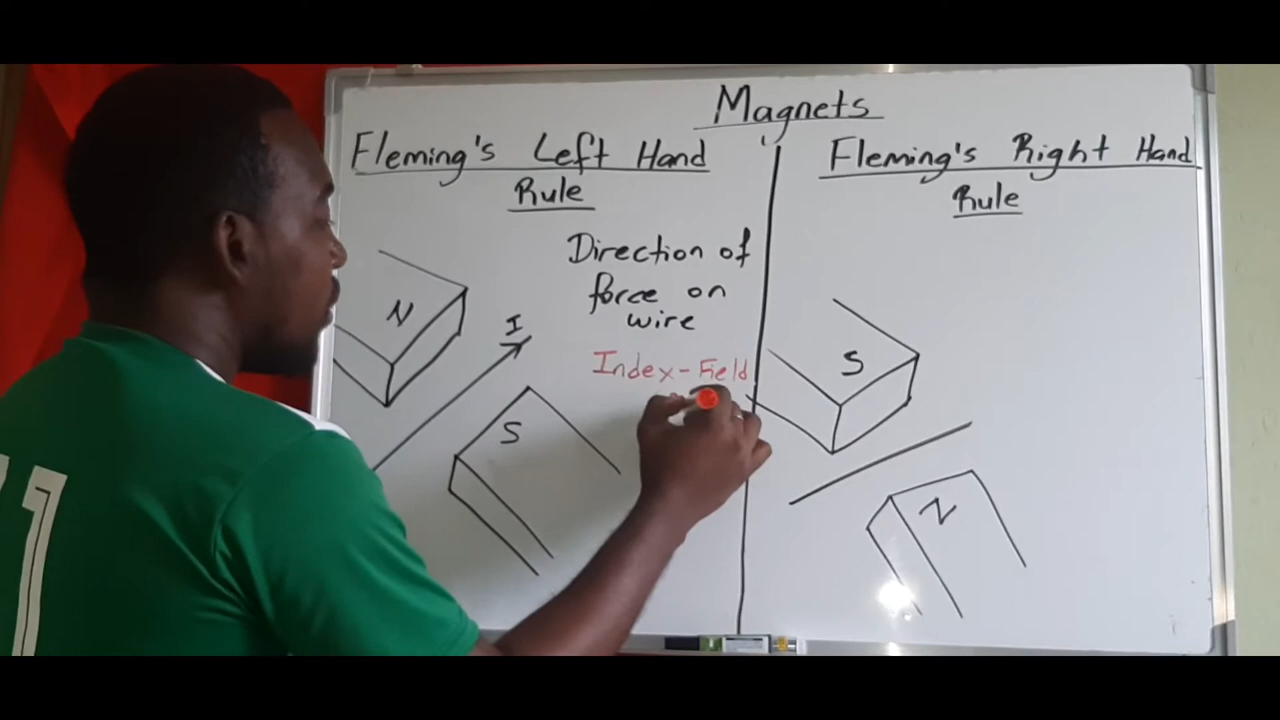 Magnets
Fleming's Left Hand
Rule
Direction of
force on
wire
Index-Field
N
I
S
Fleming's Right Hand
Rule
S
N